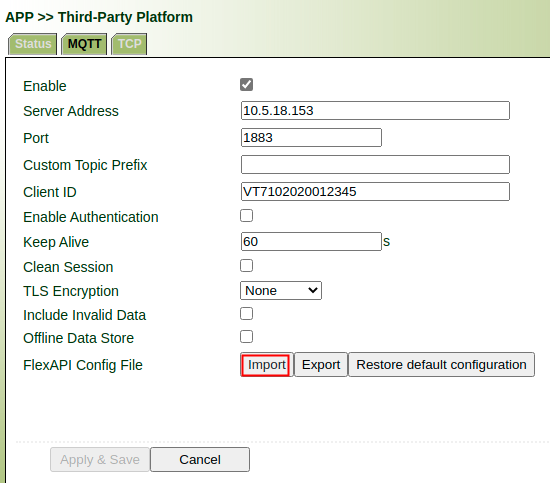 APP >> Third-Party Platform
Status MQTT TCP
Enable
Server Address 10.5.18.153
Port 1883
Custom Topic Prefix
Client ID VT7102020012345
Enable Authentication
Keep Alive 60 s
Clean Session
TLS Encryption None
Include Invalid Data
Offline Data Store
FlexAPI Config File Import Export Restore default configuration
Apply & Save Cancel